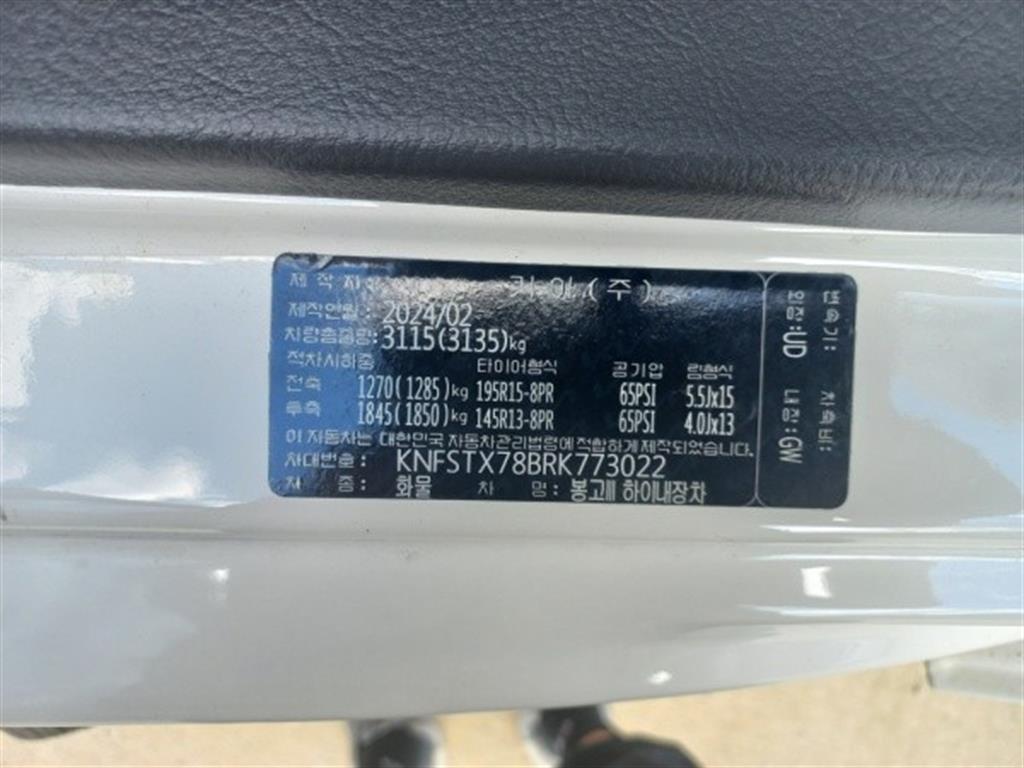 제 작 자: 기아(주)
제작연월: 2024/02
차량총중량: 3115(3135)kg
적차시하중 타이어형식 공기압 림형식
전축 1270(1285)kg 195R15-8PR 65PSI 5.5Jx15
후축 1845(1850)kg 145R13-8PR 65PSI 4.0Jx13
이 자동차는 대한민국 자동차관리법령에 적합하게 제작되었음
차대번호: KNFSTX78BRK773022
차 종: 화물 차 명: 봉고Ⅲ 하이내장차
변속기: 차축비:
외장:UD 내장:GW